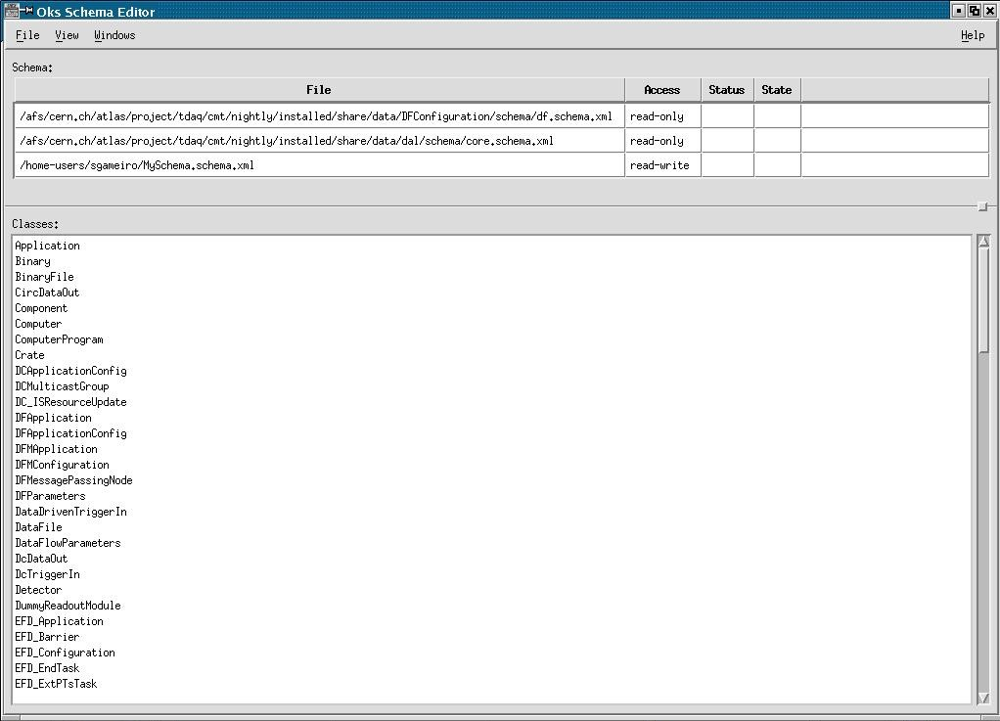 Oks Schema Editor
File View Windows Help
Schema:
File Access Status State
/afs/cern.ch/atlas/project/tdaq/cmt/nightly/installed/share/data/DFConfiguration/schema/df.schema.xml read-only
/afs/cern.ch/atlas/project/tdaq/cmt/nightly/installed/share/data/dal/schema/core.schema.xml read-only
/home-users/sgameiro/MySchema.schema.xml read-write
Classes:
Application
Binary
BinaryFile
CircDataOut
Component
Computer
ComputerProgram
Crate
DCApplicationConfig
DCMulticastGroup
DC_ISResourceUpdate
DFApplication
DFApplicationConfig
DFMApplication
DFMConfiguration
DFMessagePassingNode
DFParameters
DataDrivenTriggerIn
DataFile
DataFlowParameters
DcDataOut
DcTriggerIn
Detector
DummyReadoutModule
EFD_Application
EFD_Barrier
EFD_Configuration
EFD_EndTask
EFD_ExtPTsTask